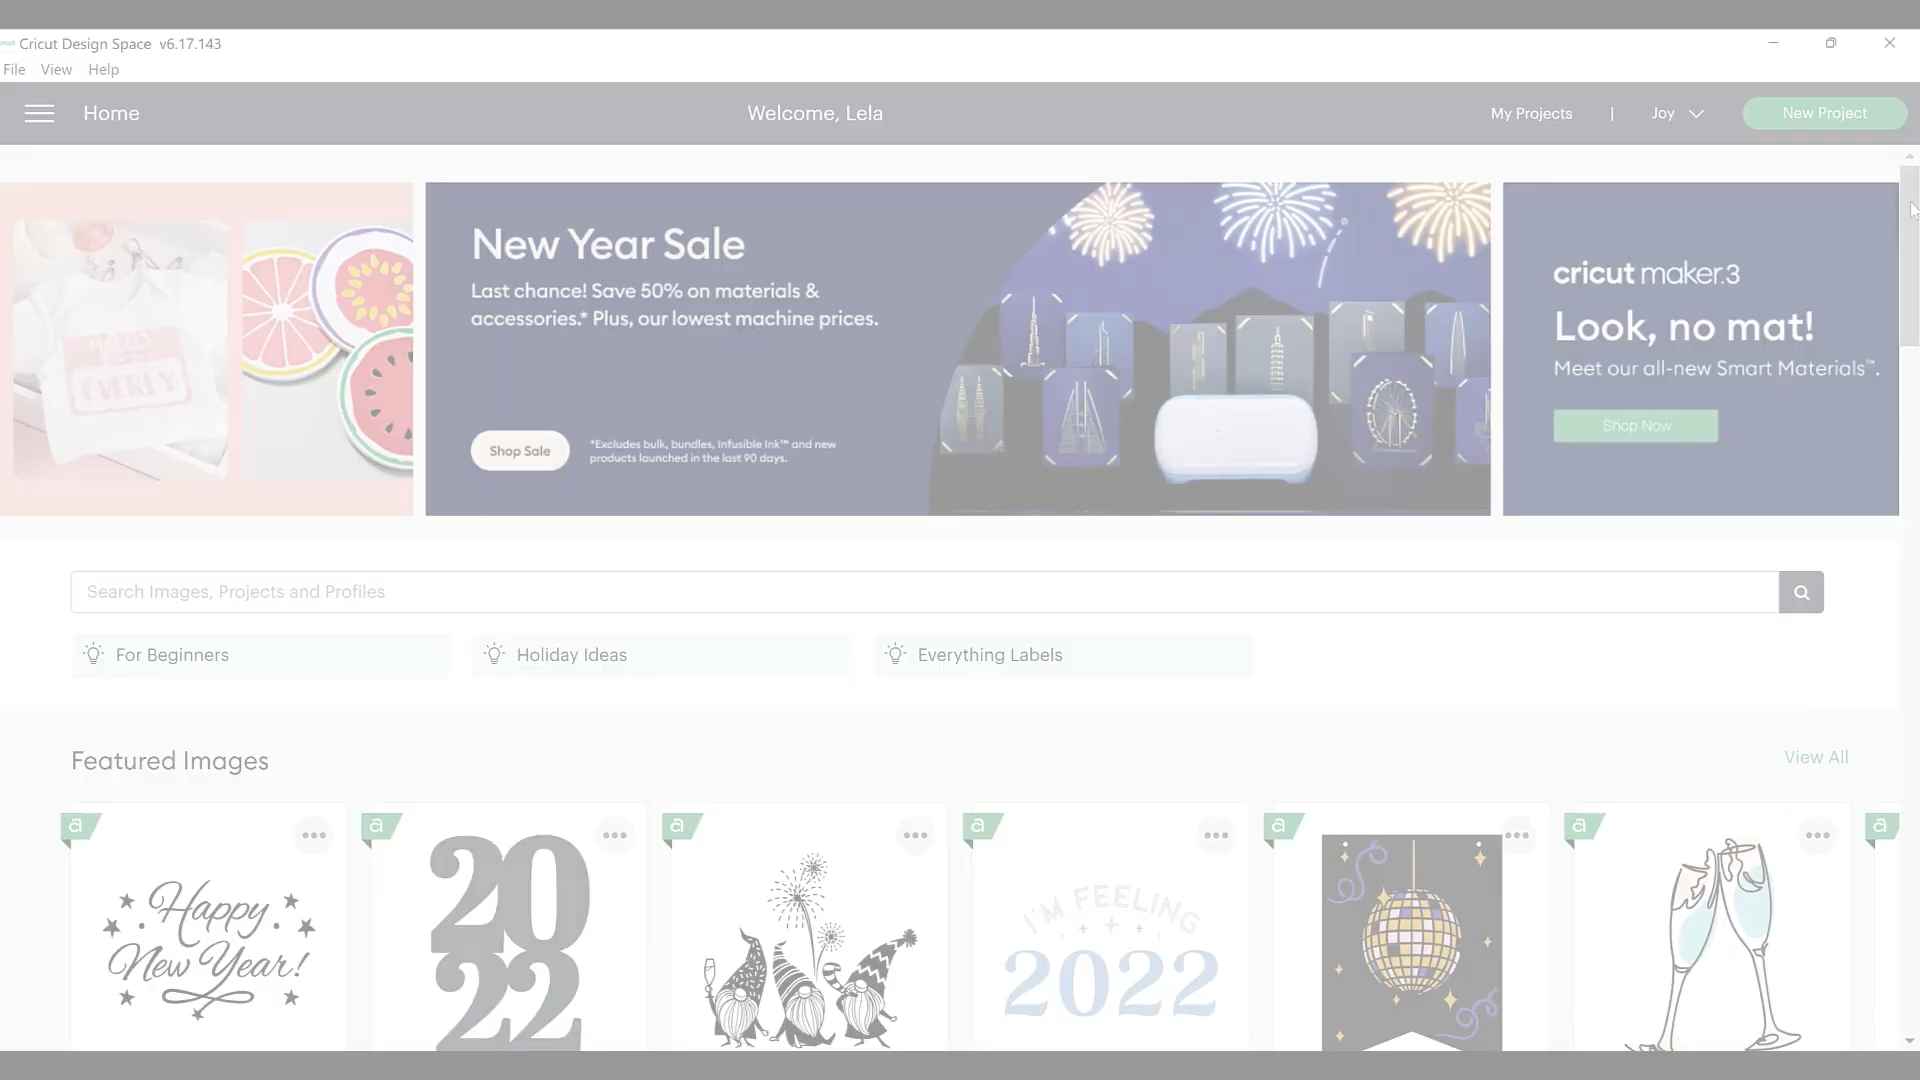 Cricut Design Space v6.17.143
File View Help
Home
Welcome, Lela
My Projects | Joy
New Project
HELLO
EVERLY
New Year Sale
Last chance! Save 50% on materials &
accessories.* Plus, our lowest machine prices.
Shop Sale
*Excludes bulk, bundles, Infusible Ink™ and new
products launched in the last 90 days.
cricut maker.3
Look, no mat!
Meet our all-new Smart Materials™.
Shop Now
Search Images, Projects and Profiles
For Beginners
Holiday Ideas
Everything Labels
Featured Images
View All
a
a
a
a
a
a
a
Happy
New Year!
20
22
I'M FEELING
2022